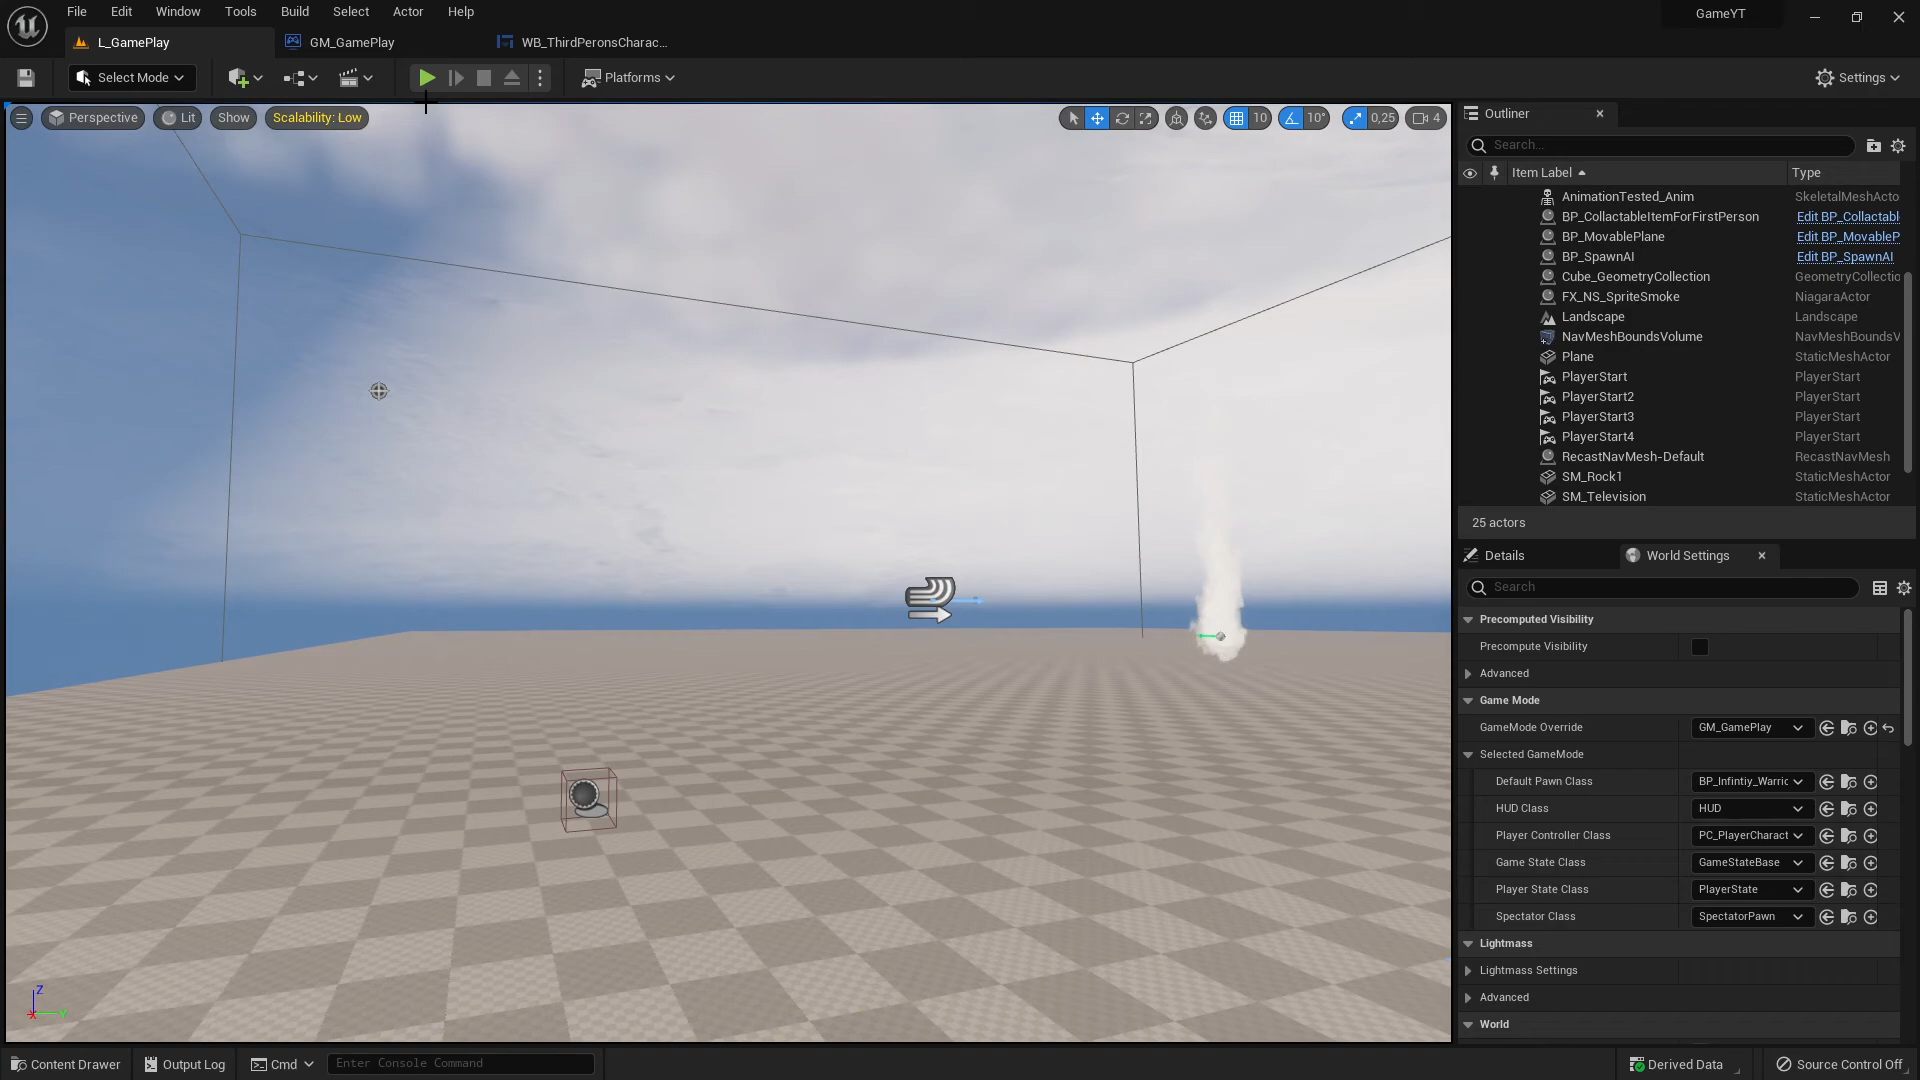 File Edit Window Tools Build Select Actor Help
GameYT
L_GamePlay
GM_GamePlay
WB_ThirdPeronsCharac...
Select Mode
Platforms
Settings
Perspective
Lit
Show
Scalability: Low
10
10°
0,25
4
Outliner
Search...
Item Label
Type
AnimationTested_Anim SkeletalMeshActo
BP_CollactableItemForFirstPerson Edit BP_Collactabl
BP_MovablePlane Edit BP_MovableP
BP_SpawnAI Edit BP_SpawnAI
Cube_GeometryCollection GeometryCollectio
FX_NS_SpriteSmoke NiagaraActor
Landscape Landscape
NavMeshBoundsVolume NavMeshBoundsV
Plane StaticMeshActor
PlayerStart PlayerStart
PlayerStart2 PlayerStart
PlayerStart3 PlayerStart
PlayerStart4 PlayerStart
RecastNavMesh-Default RecastNavMesh
SM_Rock1 StaticMeshActor
SM_Television StaticMeshActor
25 actors
Details
World Settings
Search
Precomputed Visibility
Precompute Visibility
Advanced
Game Mode
GameMode Override GM_GamePlay
Selected GameMode
Default Pawn Class BP_Infintiy_Warric
HUD Class HUD
Player Controller Class PC_PlayerCharact
Game State Class GameStateBase
Player State Class PlayerState
Spectator Class SpectatorPawn
Lightmass
Lightmass Settings
Advanced
World
Z
X
Y
Content Drawer
Output Log
Cmd
Enter Console Command
Derived Data
Source Control Off